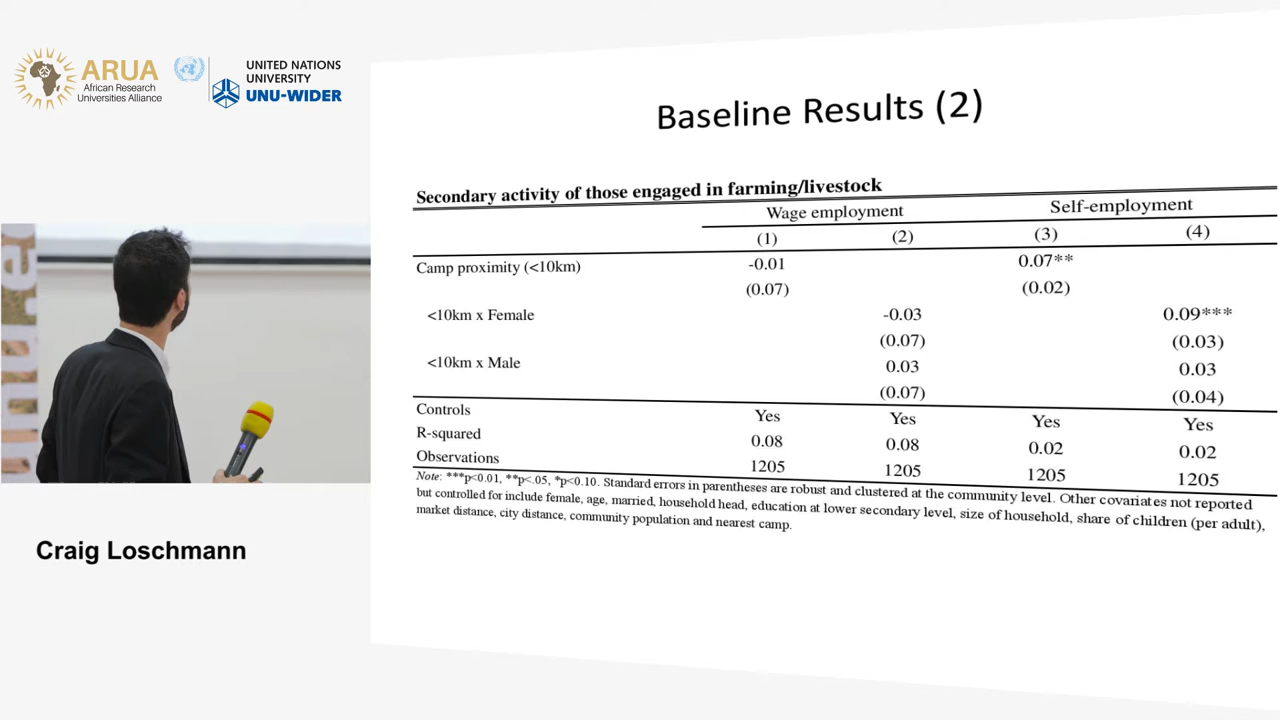 ARUA
African Research
Universities Alliance
UNITED NATIONS
UNIVERSITY
UNU-WIDER
Baseline Results (2)
Secondary activity of those engaged in farming/livestock
Wage employment Self-employment
(1) (2) (3) (4)
Camp proximity (<10km) -0.01 0.07**
(0.07) (0.02)
<10km x Female -0.03 0.09***
(0.07) (0.03)
<10km x Male 0.03 0.03
(0.07) (0.04)
Controls Yes Yes Yes Yes
R-squared 0.08 0.08 0.02 0.02
Observations 1205 1205 1205 1205
Note: ***p<0.01, **p<.05, *p<0.10. Standard errors in parentheses are robust and clustered at the community level. Other covariates not reported
but controlled for include female, age, married, household head, education at lower secondary level, size of household, share of children (per adult),
market distance, city distance, community population and nearest camp.
Craig Loschmann